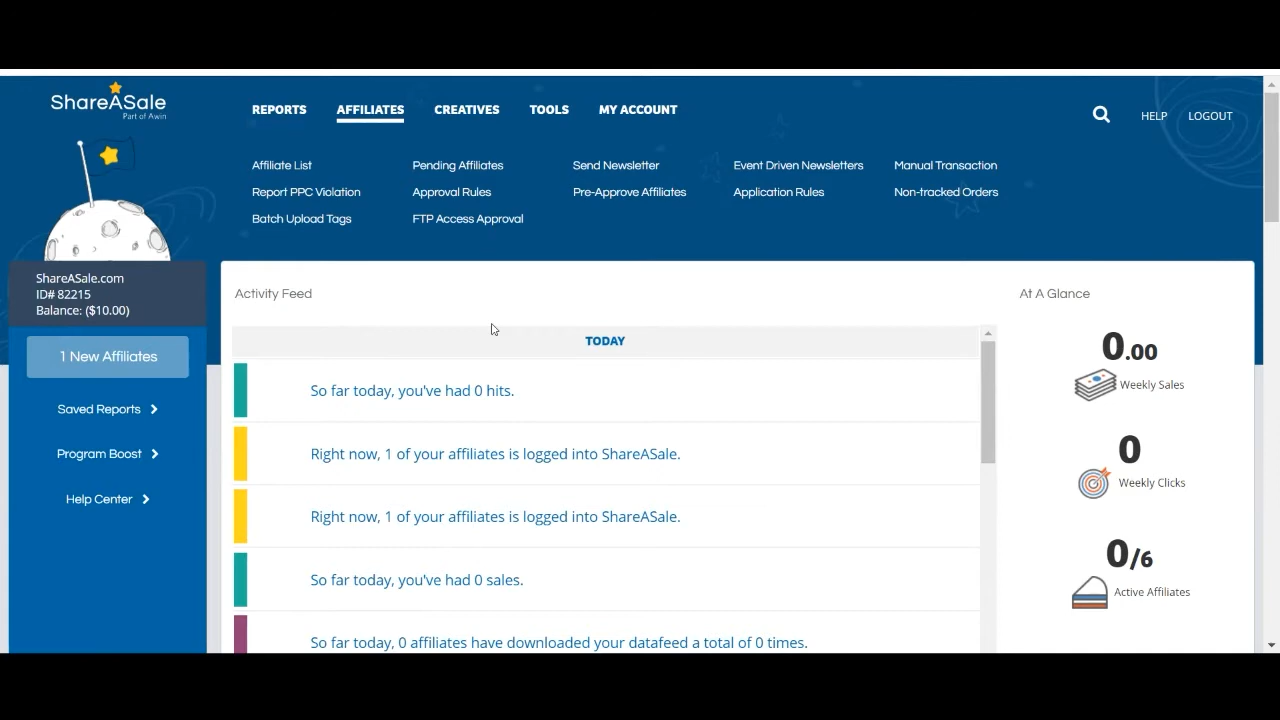 ShareASale
Part of Awin
REPORTS AFFILIATES CREATIVES TOOLS MY ACCOUNT
HELP LOGOUT
Affiliate List Pending Affiliates Send Newsletter Event Driven Newsletters Manual Transaction
Report PPC Violation Approval Rules Pre-Approve Affiliates Application Rules Non-tracked Orders
Batch Upload Tags FTP Access Approval
ShareASale.com
ID# 82215
Balance: ($10.00)
1 New Affiliates
Saved Reports
Program Boost
Help Center
Activity Feed
TODAY
So far today, you've had 0 hits.
Right now, 1 of your affiliates is logged into ShareASale.
Right now, 1 of your affiliates is logged into ShareASale.
So far today, you've had 0 sales.
So far today, 0 affiliates have downloaded your datafeed a total of 0 times.
At A Glance
0.00
Weekly Sales
0
Weekly Clicks
0/6
Active Affiliates